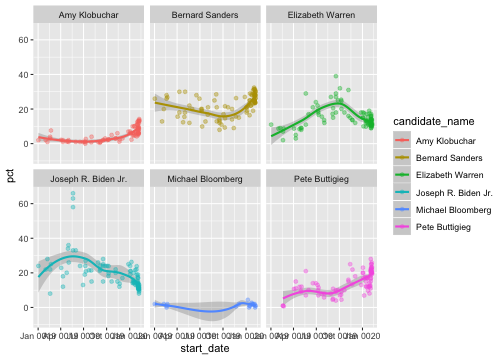 Amy Klobuchar
Bernard Sanders
Elizabeth Warren
60
40
20
0
Joseph R. Biden Jr.
Michael Bloomberg
Pete Buttigieg
60
40
20
0
pct
start_date
candidate_name
Amy Klobuchar
Bernard Sanders
Elizabeth Warren
Joseph R. Biden Jr.
Michael Bloomberg
Pete Buttigieg